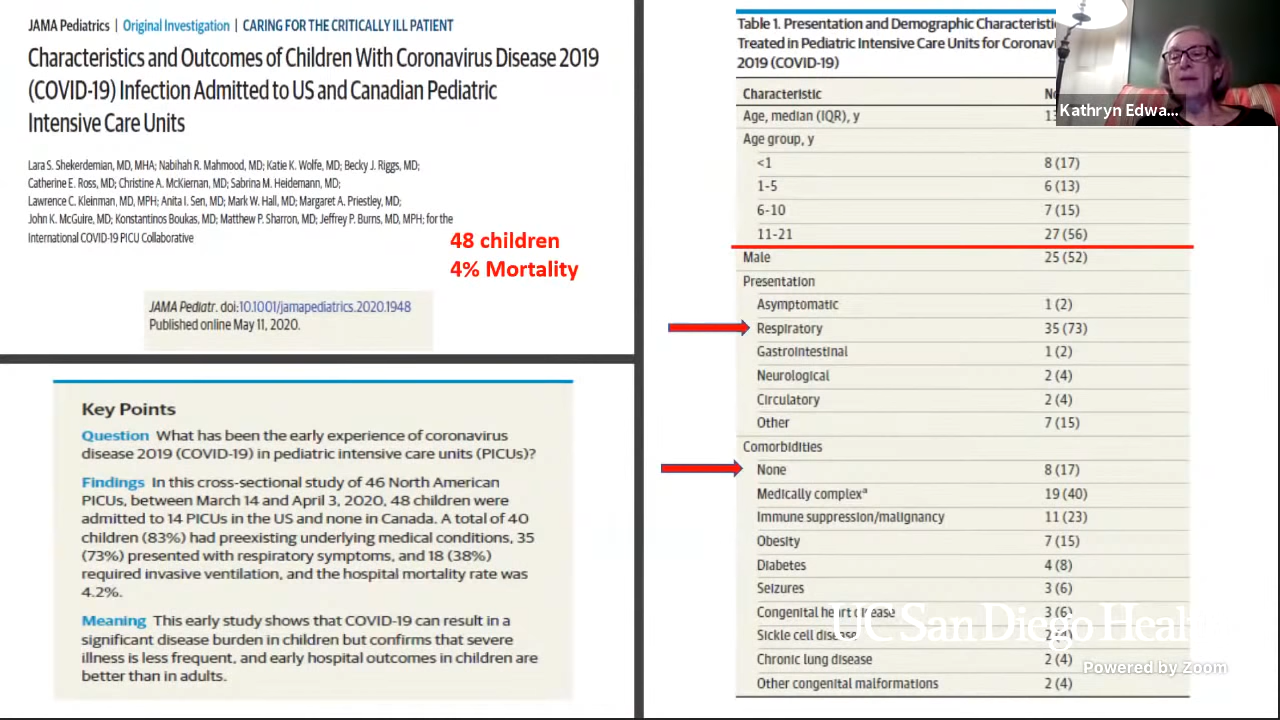 JAMA Pediatrics | Original Investigation | CARING FOR THE CRITICALLY ILL PATIENT
Characteristics and Outcomes of Children With Coronavirus Disease 2019
(COVID-19) Infection Admitted to US and Canadian Pediatric
Intensive Care Units
Lara S. Shekerdemian, MD, MHA; Nabihah R. Mahmood, MD; Katie K. Wolfe, MD; Becky J. Riggs, MD;
Catherine E. Ross, MD; Christine A. McKiernan, MD; Sabrina M. Heidemann, MD;
Lawrence C. Kleinman, MD, MPH; Anita I. Sen, MD; Mark W. Hall, MD; Margaret A. Priestley, MD;
John K. McGuire, MD; Konstantinos Boukas, MD; Matthew P. Sharron, MD; Jeffrey P. Burns, MD, MPH; for the
International COVID-19 PICU Collaborative
48 children
4% Mortality
JAMA Pediatr. doi:10.1001/jamapediatrics.2020.1948
Published online May 11, 2020.
Key Points
Question What has been the early experience of coronavirus
disease 2019 (COVID-19) in pediatric intensive care units (PICUs)?
Findings In this cross-sectional study of 46 North American
PICUs, between March 14 and April 3, 2020, 48 children were
admitted to 14 PICUs in the US and none in Canada. A total of 40
children (83%) had preexisting underlying medical conditions, 35
(73%) presented with respiratory symptoms, and 18 (38%)
required invasive ventilation, and the hospital mortality rate was
4.2%.
Meaning This early study shows that COVID-19 can result in a
significant disease burden in children but confirms that severe
illness is less frequent, and early hospital outcomes in children are
better than in adults.
Table 1. Presentation and Demographic
Treated in Pediatric Intensive Care Units for
2019 (COVID-19)
Characteristic
Age, median (IQR), y
Age group, y
<1 8 (17)
1-5 6 (13)
6-10 7 (15)
11-21 27 (56)
Male 25 (52)
Presentation
Asymptomatic 1 (2)
Respiratory 35 (73)
Gastrointestinal 1 (2)
Neurological 2 (4)
Circulatory 2 (4)
Other 7 (15)
Comorbidities
None 8 (17)
Medically complexa 19 (40)
Immune suppression/malignancy 11 (23)
Obesity 7 (15)
Diabetes 4 (8)
Seizures 3 (6)
Congenital heart disease 3 (6)
Sickle cell disease
Chronic lung disease 2 (4)
Other congenital malformations 2 (4)
Kathryn Edwa...
UC San Diego Health
Powered by Zoom